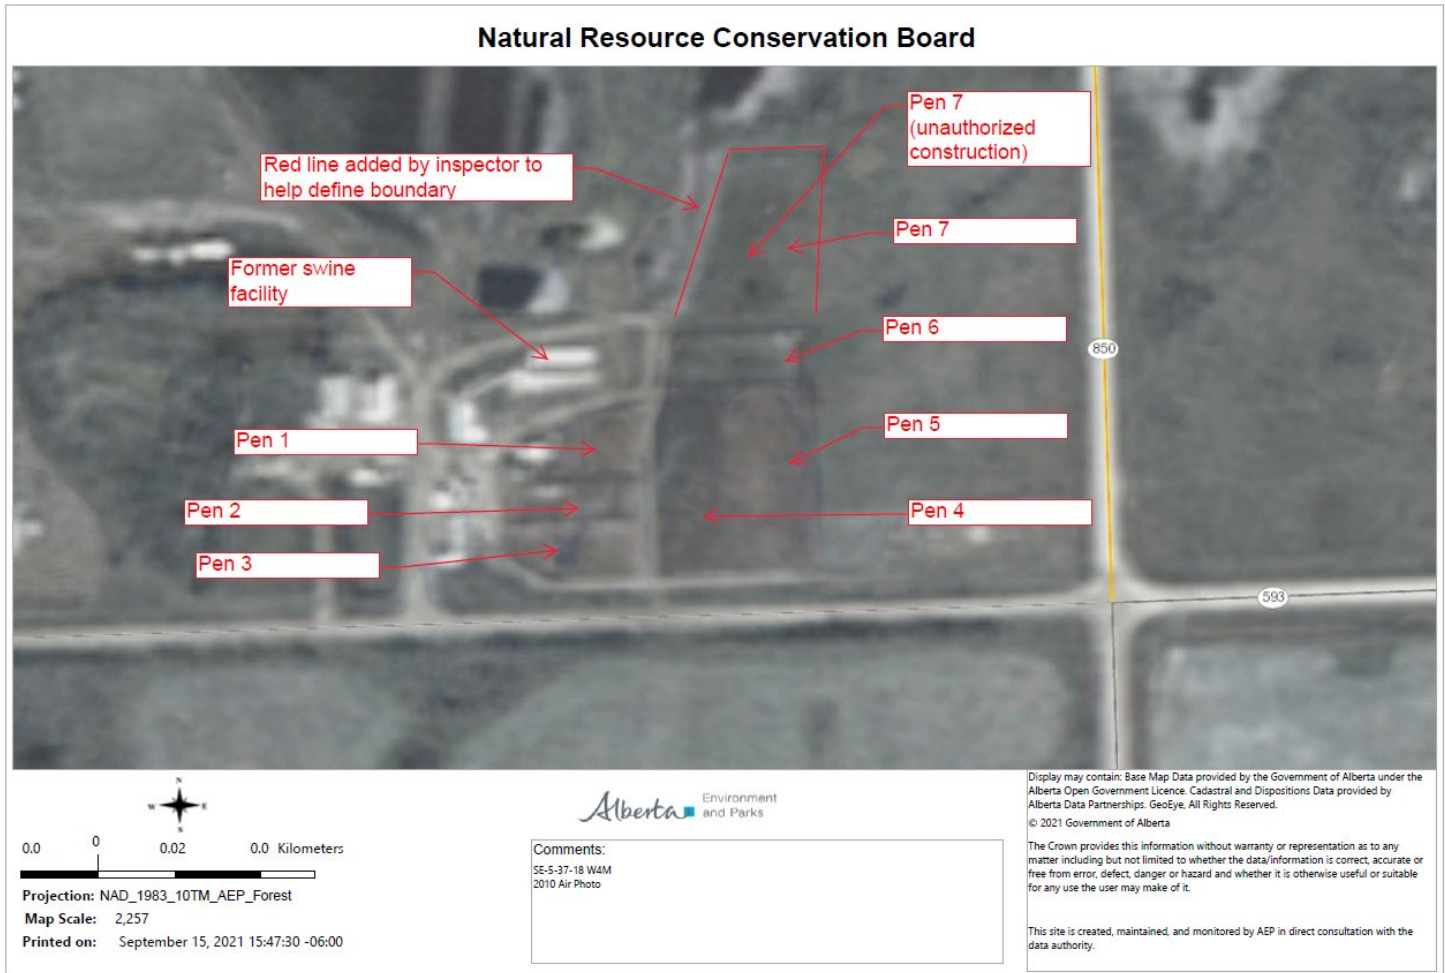 Natural Resource Conservation Board
Pen 7
(unauthorized
construction)
Red line added by inspector to
help define boundary
Pen 7
Former swine
facility
Pen 6
850
Pen 5
Pen 1
Pen 2
Pen 4
Pen 3
593
N
W E
S
0.0 0 0.02 0.0 Kilometers
Projection: NAD_1983_10TM_AEP_Forest
Map Scale: 2,257
Printed on: September 15, 2021 15:47:30 -06:00
Alberta Environment
and Parks
Comments:
SE-5-37-18 W4M
2010 Air Photo
Display may contain: Base Map Data provided by the Government of Alberta under the
Alberta Open Government Licence. Cadastral and Dispositions Data provided by
Alberta Data Partnerships. GeoEye, All Rights Reserved.
© 2021 Government of Alberta
The Crown provides this information without warranty or representation as to any
matter including but not limited to whether the data/information is correct, accurate or
free from error, defect, danger or hazard and whether it is otherwise useful or suitable
for any use the user may make of it.
This site is created, maintained, and monitored by AEP in direct consultation with the
data authority.